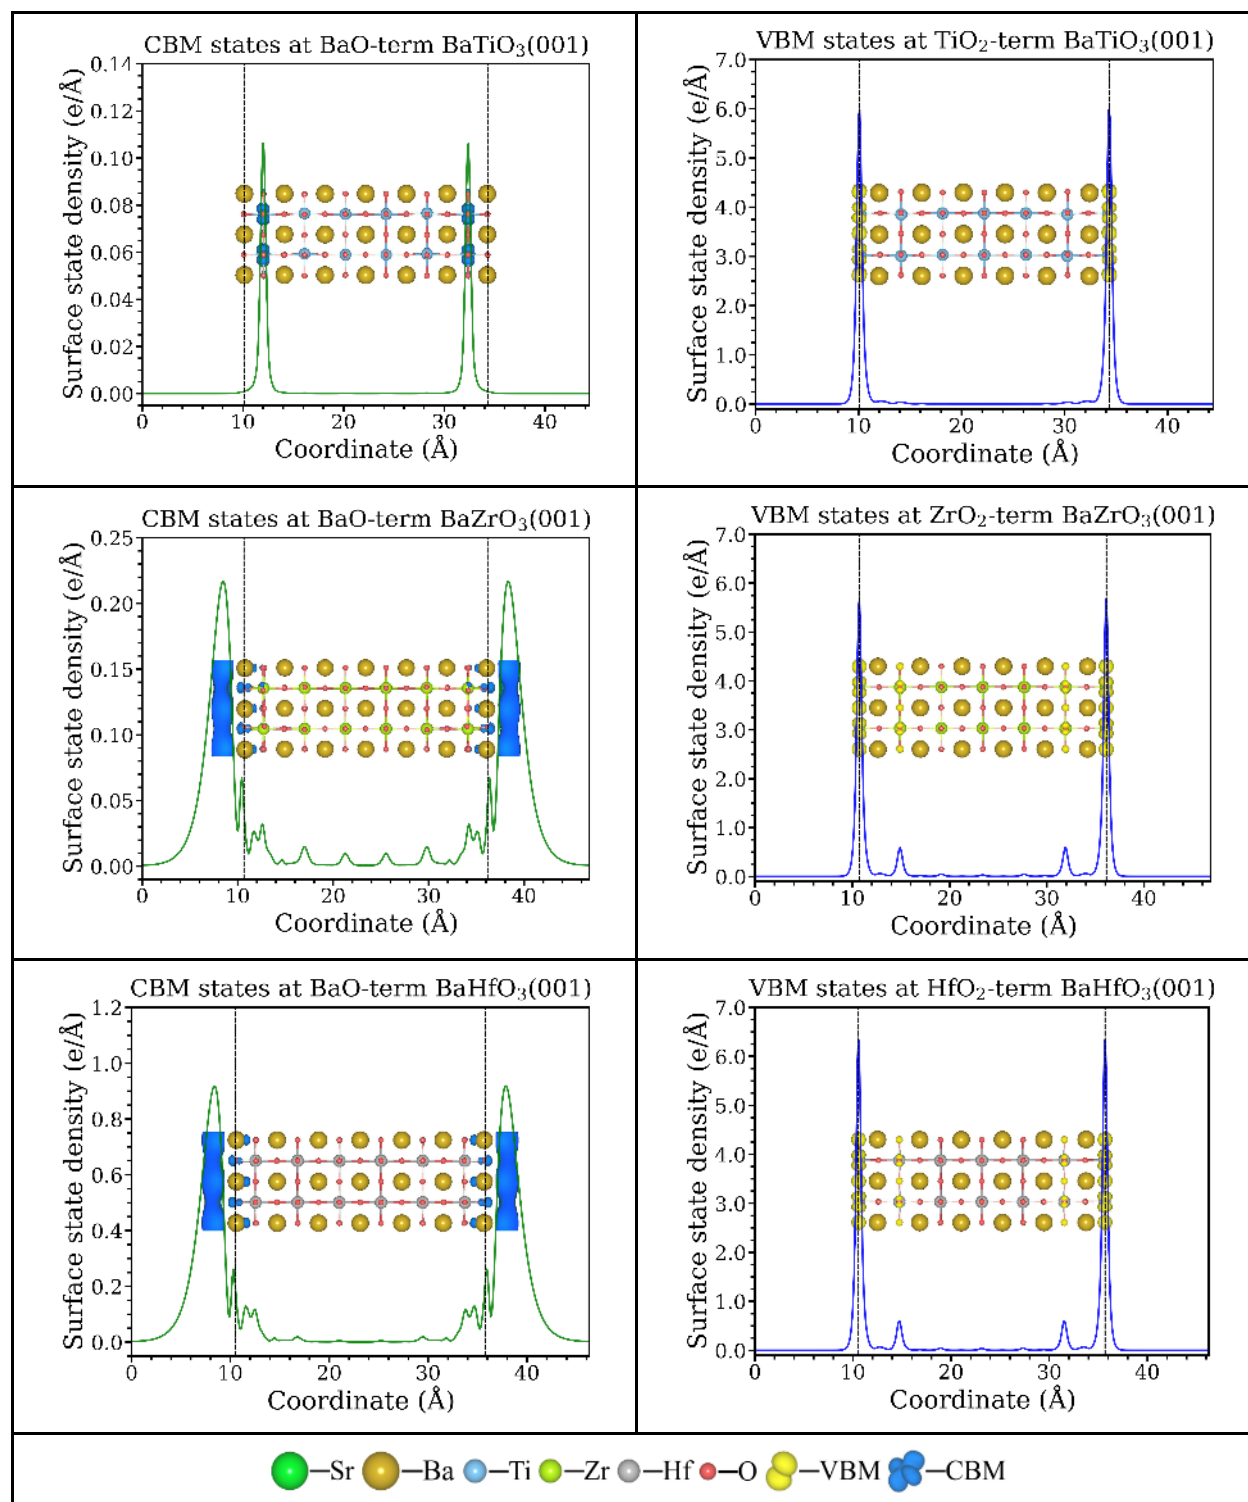 CBM states at BaO-term BaTiO₃(001)
Surface state density (e/Å)
0.14
0.12
0.10
0.08
0.06
0.04
0.02
0.00
0 10 20 30 40
Coordinate (Å)
VBM states at TiO₂-term BaTiO₃(001)
Surface state density (e/Å)
7.0
6.0
5.0
4.0
3.0
2.0
1.0
0.0
0 10 20 30 40
Coordinate (Å)
CBM states at BaO-term BaZrO₃(001)
Surface state density (e/Å)
0.25
0.20
0.15
0.10
0.05
0.00
0 10 20 30 40
Coordinate (Å)
VBM states at ZrO₂-term BaZrO₃(001)
Surface state density (e/Å)
7.0
6.0
5.0
4.0
3.0
2.0
1.0
0.0
0 10 20 30 40
Coordinate (Å)
CBM states at BaO-term BaHfO₃(001)
Surface state density (e/Å)
1.2
1.0
0.8
0.6
0.4
0.2
0.0
0 10 20 30 40
Coordinate (Å)
VBM states at HfO₂-term BaHfO₃(001)
Surface state density (e/Å)
7.0
6.0
5.0
4.0
3.0
2.0
1.0
0.0
0 10 20 30 40
Coordinate (Å)
–Sr –Ba –Ti –Zr –Hf –O –VBM –CBM